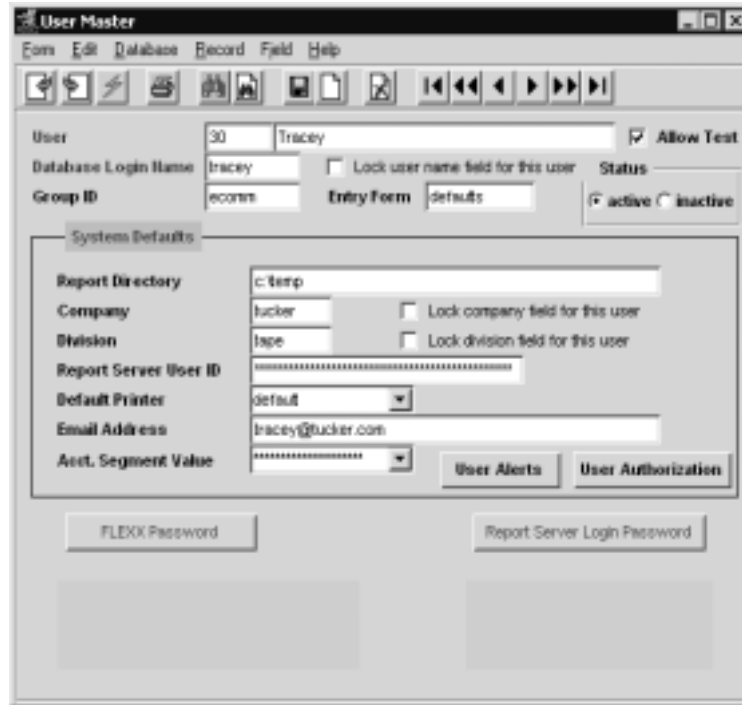 User Master
Form Edit Database Record Field Help
User 30 Tracey Allow Test
Database Login Name tracey Lock user name field for this user Status
Group ID ecomm Entry Form defaults active inactive
System Defaults
Report Directory c:\temp
Company tucker Lock company field for this user
Division tape Lock division field for this user
Report Server User ID
Default Printer default
Email Address tracey@tucker.com
Acct. Segment Value
User Alerts User Authorization
FLEXX Password Report Server Login Password